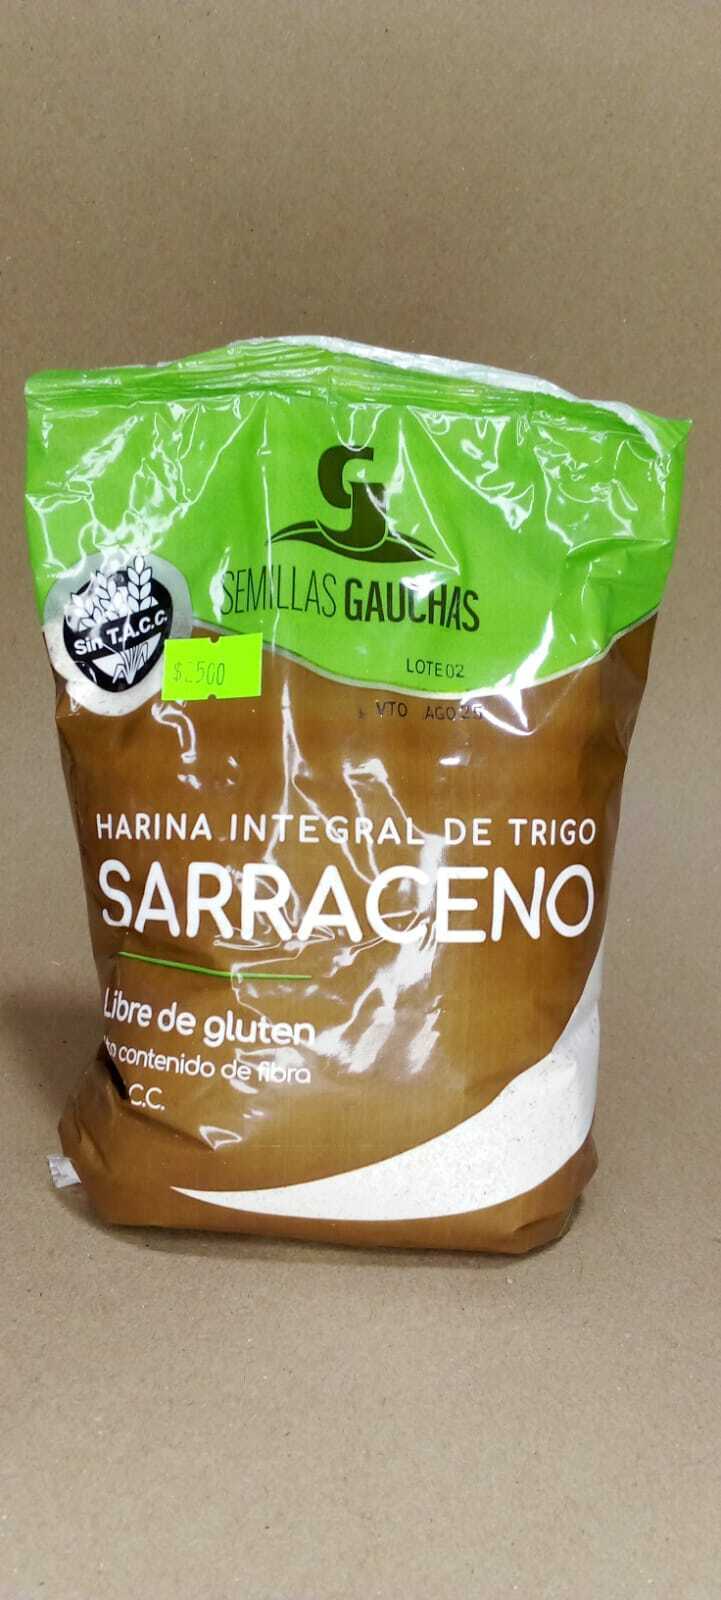 SEMILLAS GAUCHAS
Sin T.A.C.C.
LOTE 02
VTO AGO 25
HARINA INTEGRAL DE TRIGO
SARRACENO
Libre de gluten
contenido de fibra
C.C.